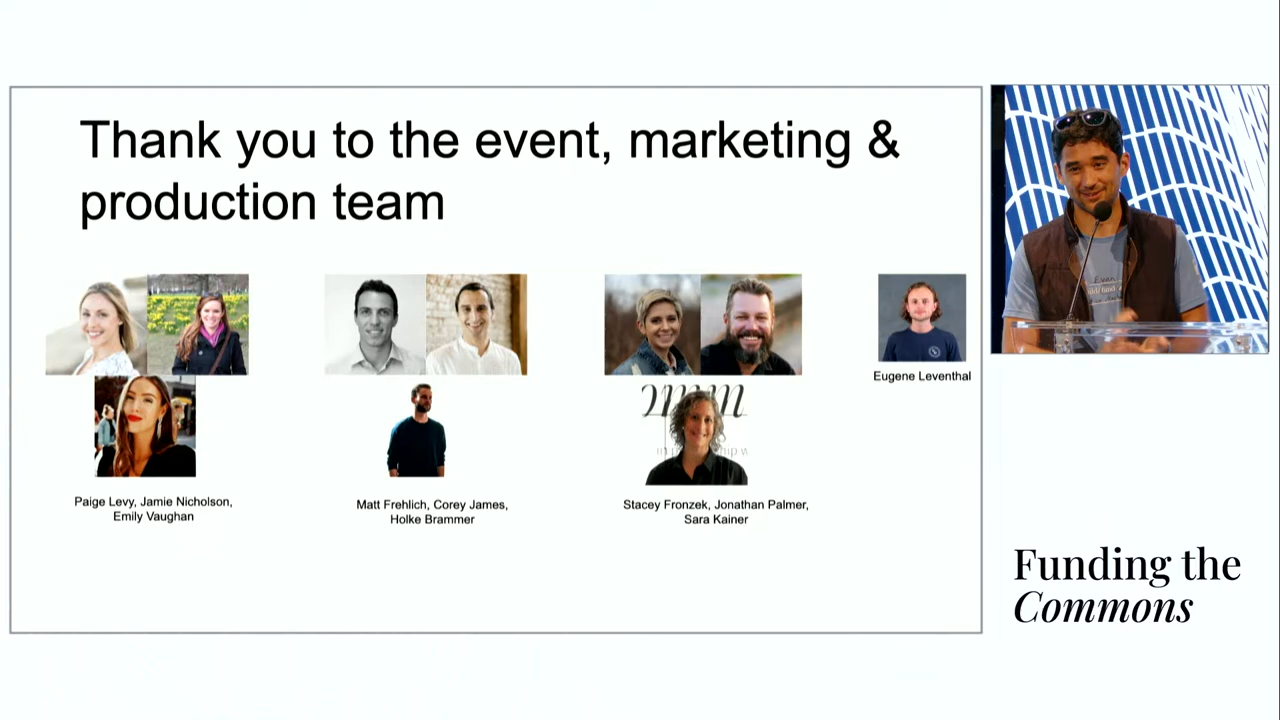 Thank you to the event, marketing &
production team
Eugene Leventhal
Paige Levy, Jamie Nicholson,
Emily Vaughan
Matt Frehlich, Corey James,
Holke Brammer
Stacey Fronzek, Jonathan Palmer,
Sara Kainer
Evan
Funding the
Commons